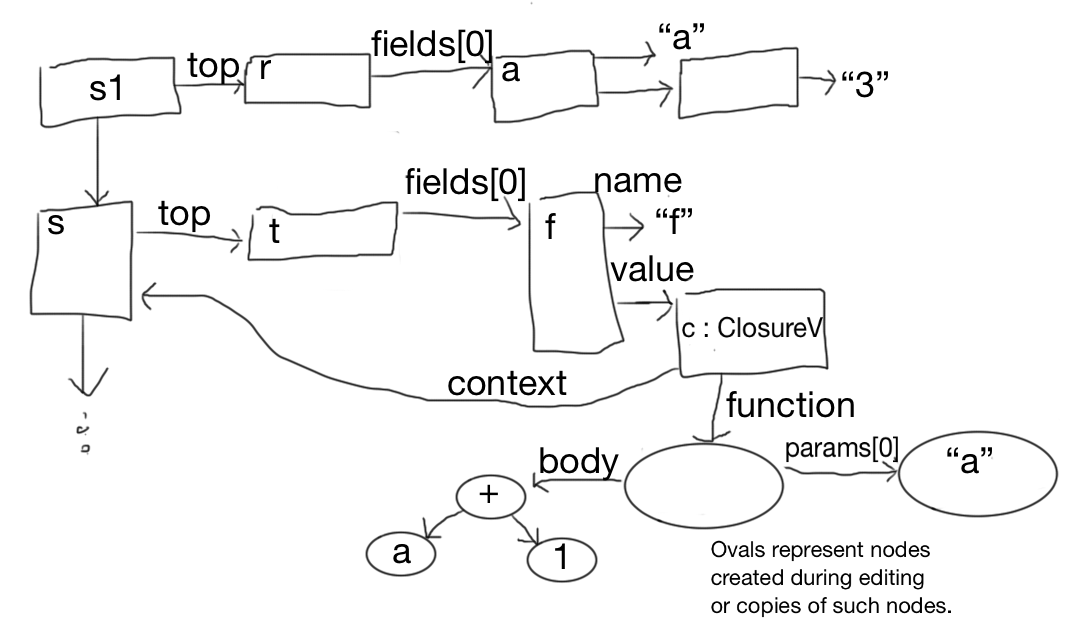 s1
top
r
fields[0]
a
“a”
“3”
s
top
t
fields[0]
f
name
“f”
value
c : ClosureV
context
function
body
params[0]
“a”
+
a
1
Ovals represent nodes
created during editing
or copies of such nodes.